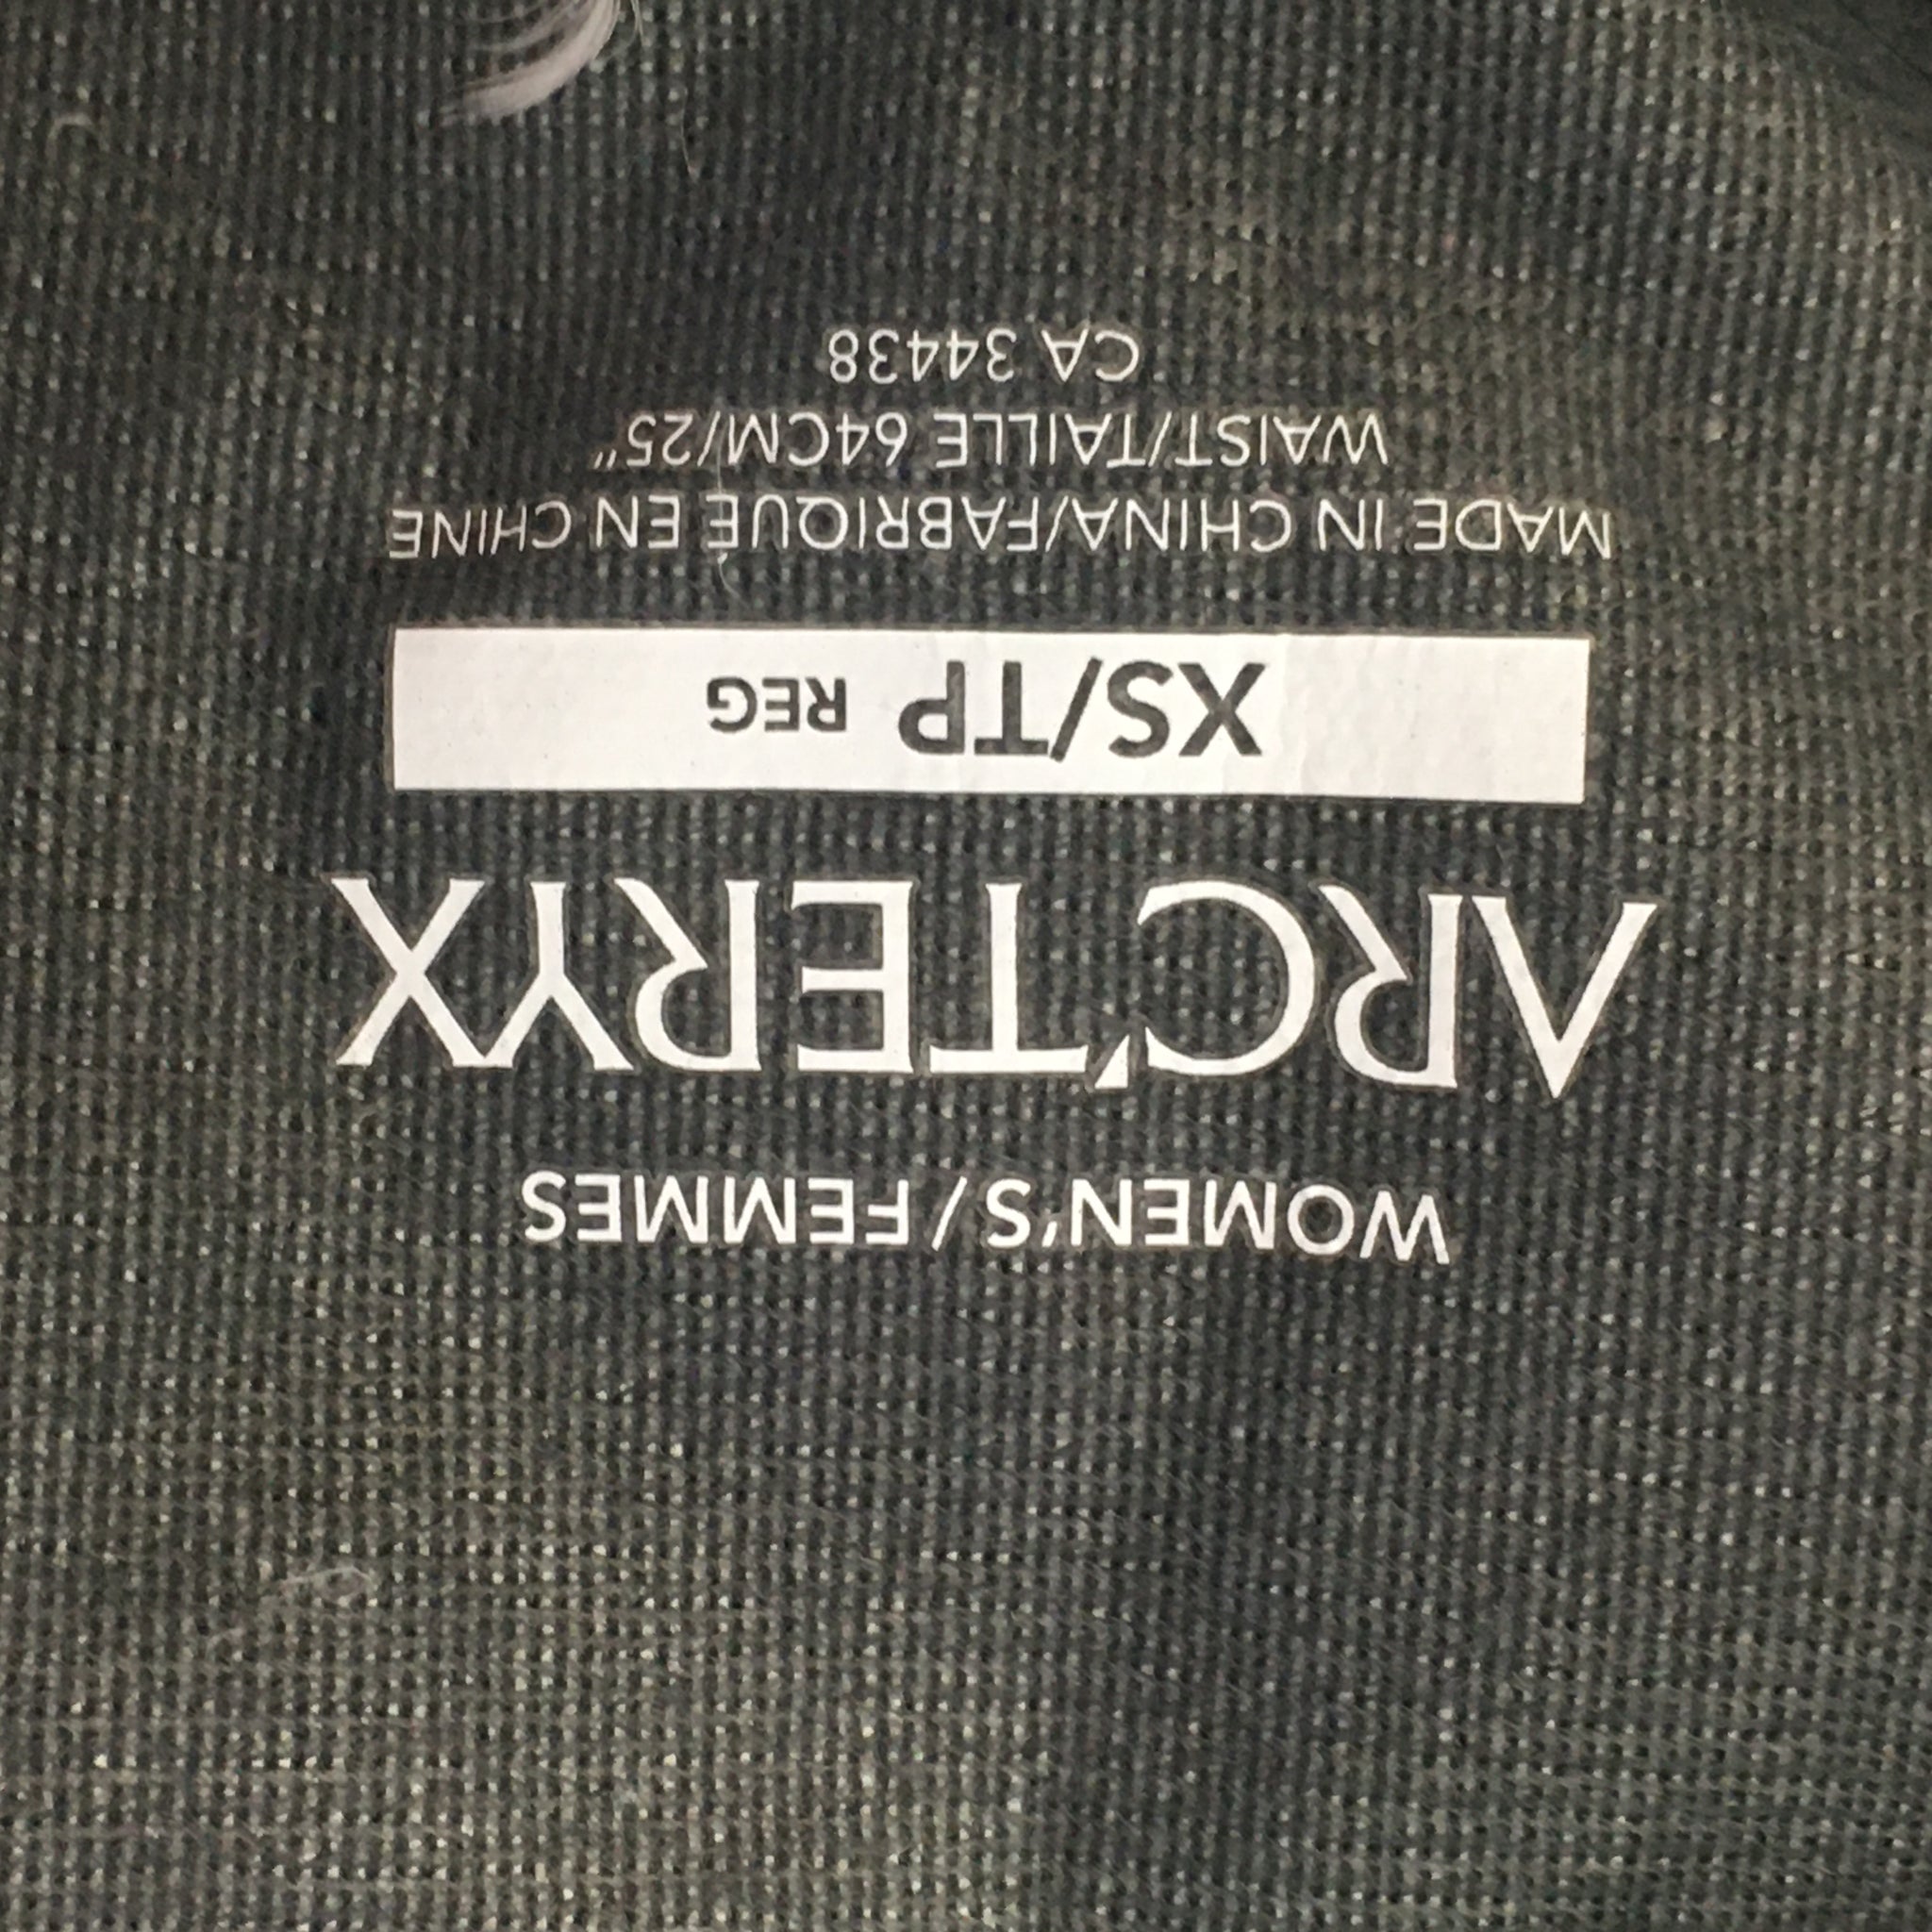 WOMEN'S / FEMMES
ARC'TERYX
XS/TP REG
MADE IN CHINA/FABRIQUE EN CHINE
WAIST/TAILLE 64CM/25"
CA 34438